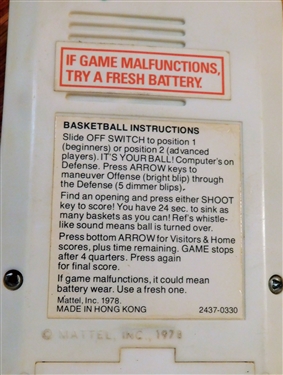 IF GAME MALFUNCTIONS,
TRY A FRESH BATTERY.
BASKETBALL INSTRUCTIONS
Slide OFF SWITCH to position 1
(beginners) or position 2 (advanced
players). IT'S YOUR BALL! Computer's on
Defense. Press ARROW keys to
maneuver Offense (bright blip) through
the Defense (5 dimmer blips).
Find an opening and press either SHOOT
key to score! You have 24 sec. to sink as
many baskets as you can! Ref's whistle-
like sound means ball is turned over.
Press bottom ARROW for Visitors & Home
scores, plus time remaining. GAME stops
after 4 quarters. Press again
for final score.
If game malfunctions, it could mean
battery wear. Use a fresh one.
Mattel, Inc. 1978.
MADE IN HONG KONG 2437-0330
© MATTEL, INC., 1978